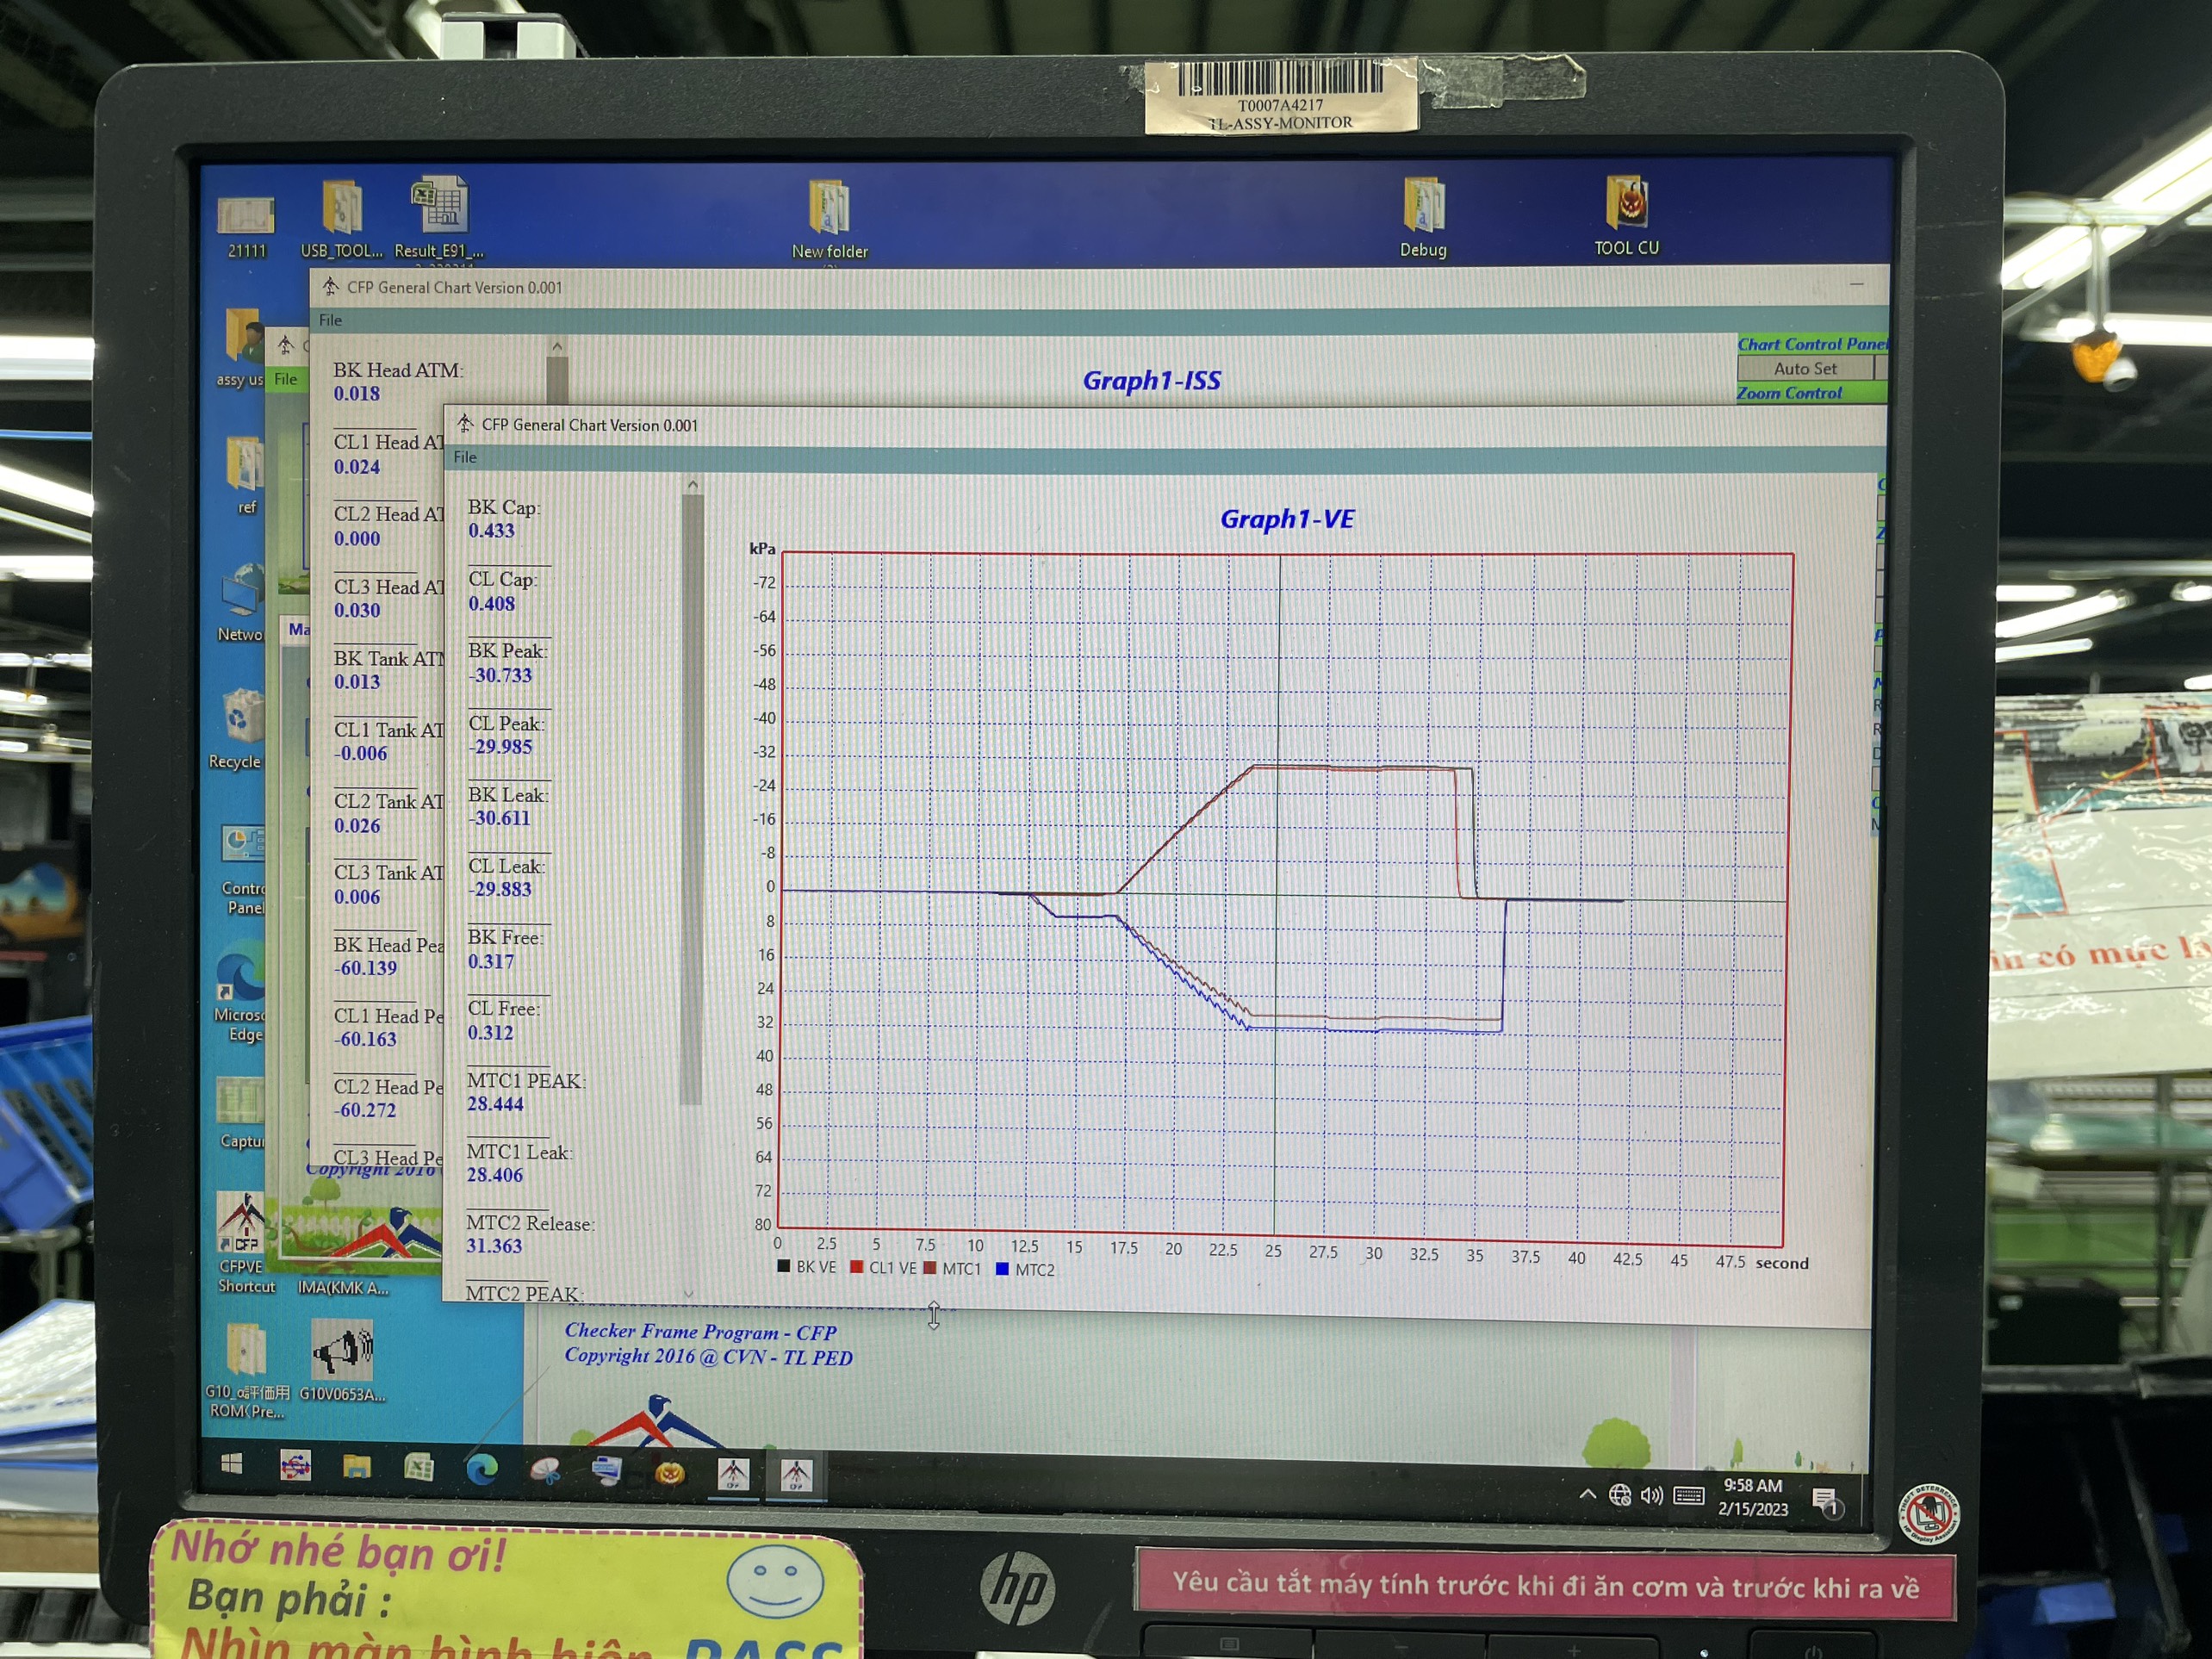 T0007A4217
TL-ASSY-MONITOR
21111
USB_TOOL...
Result_E91_...
New folder
Debug
TOOL CU
CFP General Chart Version 0.001
File
assy us
File
BK Head ATM:
0.018
CL1 Head AT
0.024
CL2 Head AT
0.000
CL3 Head AT
0.030
BK Tank ATM
0.013
CL1 Tank AT
-0.006
CL2 Tank AT
0.026
CL3 Tank AT
0.006
BK Head Pea
-60.139
CL1 Head Pe
-60.163
CL2 Head Pe
-60.272
CL3 Head Pe
Copyright 2016
Graph1-ISS
Chart Control Panel
Auto Set
Zoom Control
CFP General Chart Version 0.001
File
BK Cap:
0.433
CL Cap:
0.408
BK Peak:
-30.733
CL Peak:
-29.985
BK Leak:
-30.611
CL Leak:
-29.883
BK Free:
0.317
CL Free:
0.312
MTC1 PEAK:
28.444
MTC1 Leak:
28.406
MTC2 Release:
31.363
MTC2 PEAK:
Graph1-VE
kPa
-72
-64
-56
-48
-40
-32
-24
-16
-8
0
8
16
24
32
40
48
56
64
72
80
0 2.5 5 7.5 10 12.5 15 17.5 20 22.5 25 27.5 30 32.5 35 37.5 40 42.5 45 47.5 second
BK VE CL1 VE MTC1 MTC2
ref
Ma
Netwo
Recycle
Contro
Panel
Microso
Edge
Captu
CFP
CFPVE
Shortcut
IMA(KMK A...
G10_α評価用
ROM(Pre...
G10V0653A...
Checker Frame Program - CFP
Copyright 2016 @ CVN - TL PED
9:58 AM
2/15/2023
1
in có mực
Nhớ nhé bạn ơi!
Bạn phải :
Nhìn màn hình hiện PASS
hp
Yêu cầu tắt máy tính trước khi đi ăn cơm và trước khi ra về